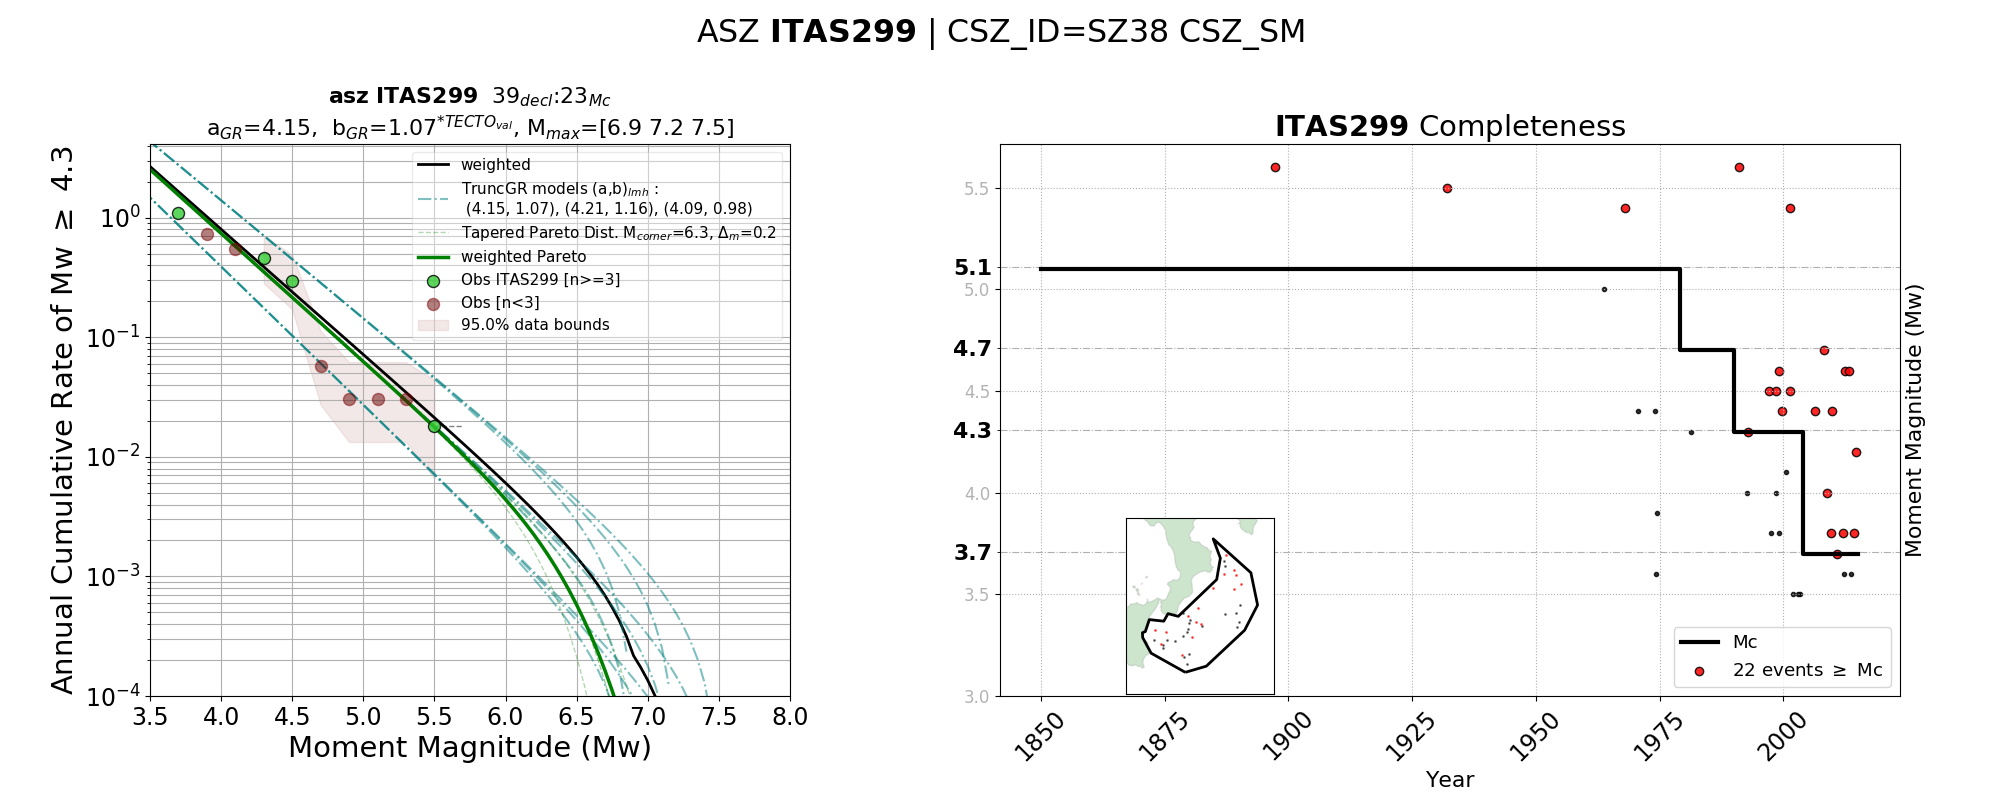 ASZ ITAS299 | CSZ_ID=SZ38 CSZ_SM
asz ITAS299 39decl:23Mc
aGR=4.15, bGR=1.07*TECTOval, Mmax=[6.9 7.2 7.5]
Annual Cumulative Rate of Mw ≥ 4.3
10^0
10^−1
10^−2
10^−3
10^−4
weighted
TruncGR models (a,b)lmh :
(4.15, 1.07), (4.21, 1.16), (4.09, 0.98)
Tapered Pareto Dist. Mcorner=6.3, Δm=0.2
weighted Pareto
Obs ITAS299 [n>=3]
Obs [n<3]
95.0% data bounds
3.5 4.0 4.5 5.0 5.5 6.0 6.5 7.0 7.5 8.0
Moment Magnitude (Mw)
ITAS299 Completeness
5.5
5.1
5.0
4.7
4.5
4.3
4.0
3.7
3.5
3.0
Moment Magnitude (Mw)
Mc
22 events ≥ Mc
1850 1875 1900 1925 1950 1975 2000
Year